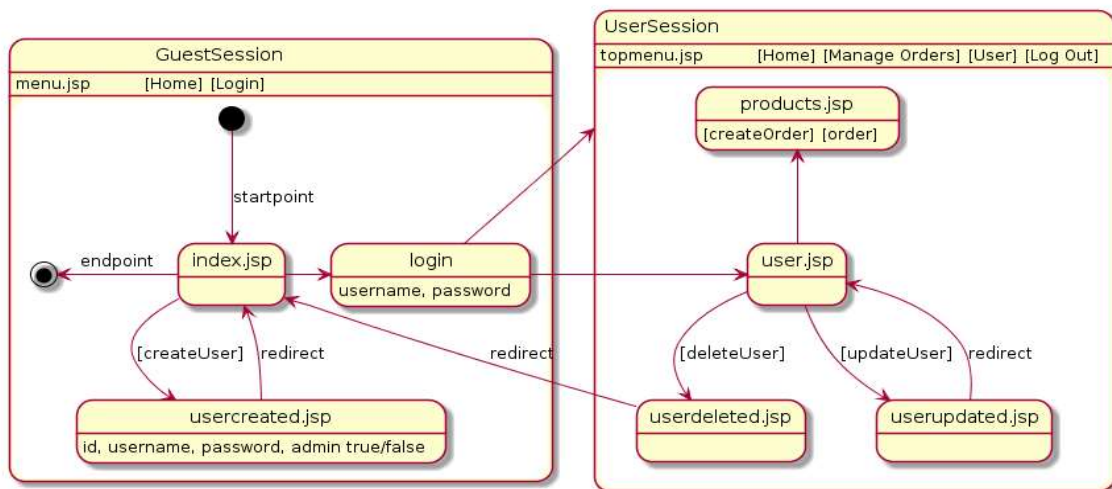 GuestSession
menu.jsp [Home] [Login]
startpoint
endpoint
index.jsp
login
username, password
[createUser]
redirect
usercreated.jsp
id, username, password, admin true/false
UserSession
topmenu.jsp [Home] [Manage Orders] [User] [Log Out]
products.jsp
[createOrder] [order]
user.jsp
redirect
[deleteUser]
[updateUser]
redirect
userdeleted.jsp
userupdated.jsp